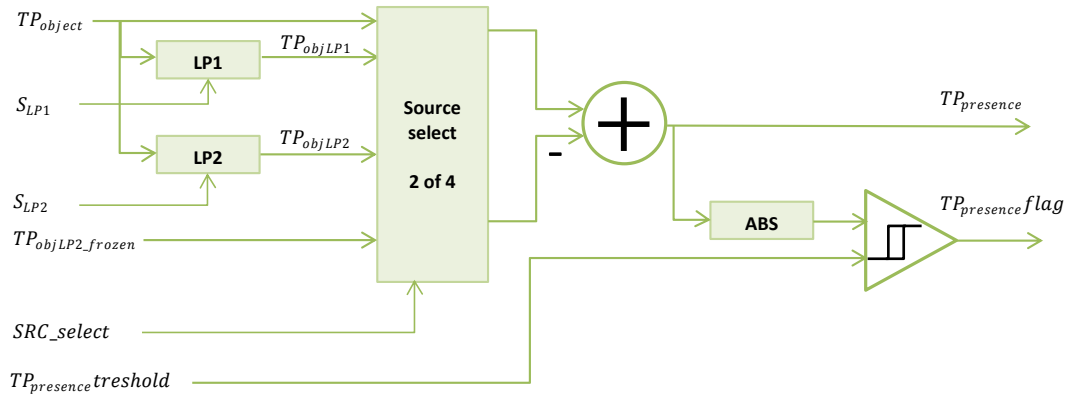 TP_object
LP1
TP_objLP1
S_LP1
LP2
TP_objLP2
S_LP2
TP_objLP2_frozen
Source
select
2 of 4
SRC_select
+
-
TP_presence
ABS
TP_presence flag
TP_presence treshold